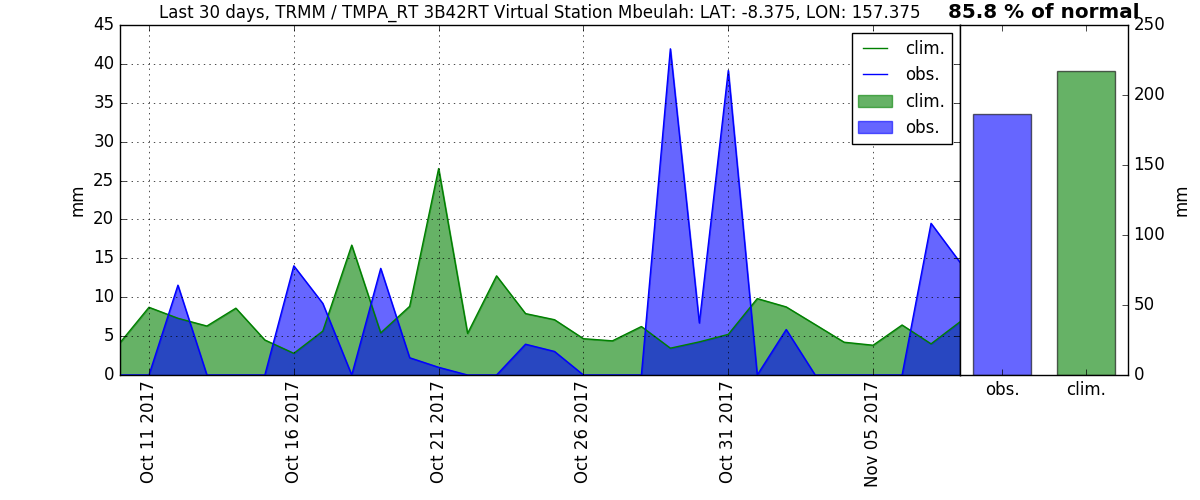 Last 30 days, TRMM / TMPA_RT 3B42RT Virtual Station Mbeulah: LAT: -8.375, LON: 157.375
85.8 % of normal
45
40
35
30
25
20
15
10
5
0
mm
clim.
obs.
clim.
obs.
Oct 11 2017
Oct 16 2017
Oct 21 2017
Oct 26 2017
Oct 31 2017
Nov 05 2017
250
200
150
100
50
0
mm
obs.
clim.